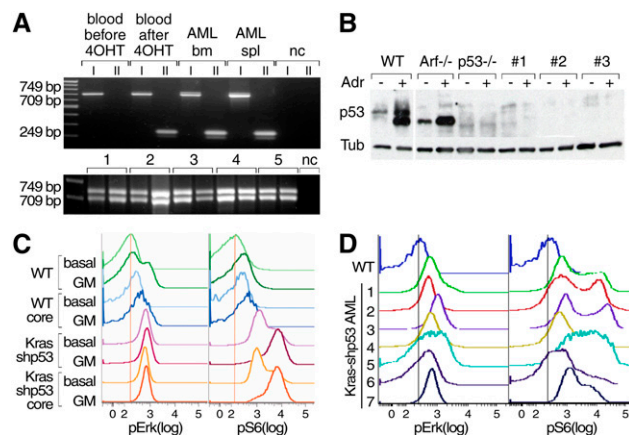 A
blood before 4OHT
blood after 4OHT
AML bm
AML spl
nc
I II I II I II I II I II
749 bp
709 bp
249 bp
1 2 3 4 5 nc
749 bp
709 bp
B
WT Arf-/- p53-/- #1 #2 #3
- + - + - + - + - + - + Adr
p53
Tub
C
WT basal
GM
WT core basal
GM
Kras shp53 basal
GM
Kras shp53 core basal
GM
0 2 3 4 5 0 2 3 4 5
pErk(log) pS6(log)
D
WT
Kras-shp53 AML
1
2
3
4
5
6
7
0 2 3 4 5 0 2 3 4 5
pErk(log) pS6(log)